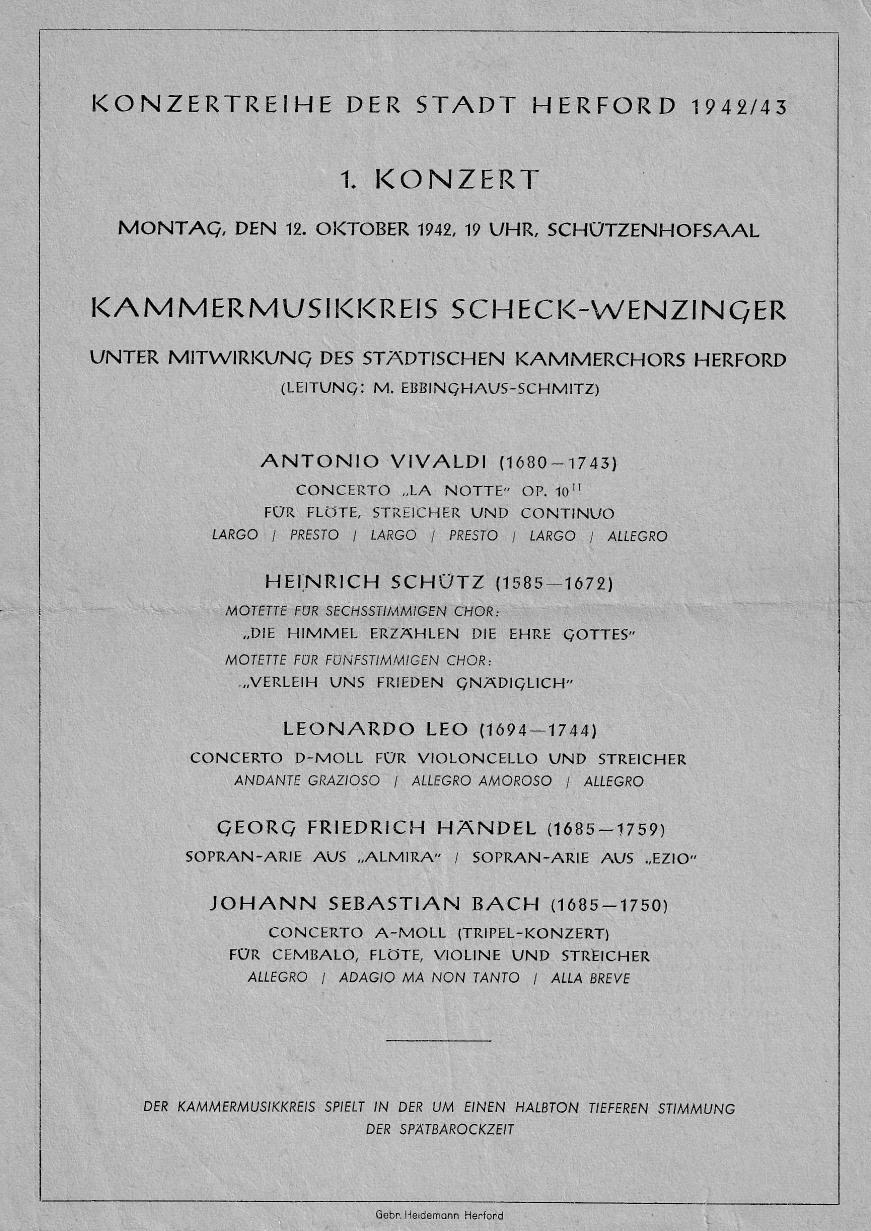 KONZERTREIHE DER STADT HERFORD 1942/43
1. KONZERT
MONTAG, DEN 12. OKTOBER 1942, 19 UHR, SCHÜTZENHOFSAAL
KAMMERMUSIKKREIS SCHECK-WENZINGER
UNTER MITWIRKUNG DES STÄDTISCHEN KAMMERCHORS HERFORD
(LEITUNG: M. EBBINGHAUS-SCHMITZ)
ANTONIO VIVALDI (1680—1743)
CONCERTO „LA NOTTE" OP. 10 II
FÜR FLÖTE, STREICHER UND CONTINUO
LARGO / PRESTO / LARGO / PRESTO / LARGO / ALLEGRO
HEINRICH SCHÜTZ (1585—1672)
MOTETTE FÜR SECHSSTIMMIGEN CHOR:
„DIE HIMMEL ERZÄHLEN DIE EHRE GOTTES"
MOTETTE FÜR FÜNFSTIMMIGEN CHOR:
„VERLEIH UNS FRIEDEN GNÄDIGLICH"
LEONARDO LEO (1694—1744)
CONCERTO D-MOLL FÜR VIOLONCELLO UND STREICHER
ANDANTE GRAZIOSO / ALLEGRO AMOROSO / ALLEGRO
GEORG FRIEDRICH HÄNDEL (1685—1759)
SOPRAN-ARIE AUS „ALMIRA" / SOPRAN-ARIE AUS „EZIO"
JOHANN SEBASTIAN BACH (1685—1750)
CONCERTO A-MOLL (TRIPEL-KONZERT)
FÜR CEMBALO, FLÖTE, VIOLINE UND STREICHER
ALLEGRO / ADAGIO MA NON TANTO / ALLA BREVE
DER KAMMERMUSIKKREIS SPIELT IN DER UM EINEN HALBTON TIEFEREN STIMMUNG
DER SPÄTBAROCKZEIT
Gebr. Heidemann Herford